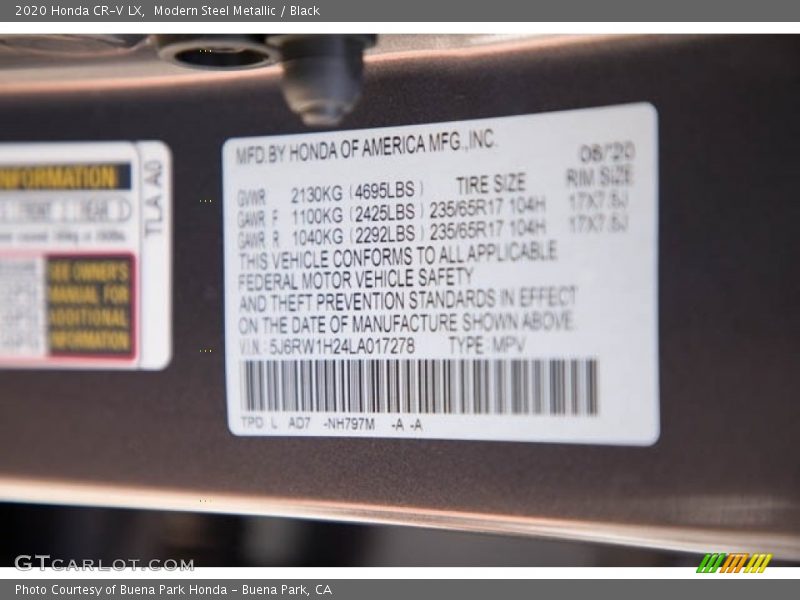 2020 Honda CR-V LX, Modern Steel Metallic / Black
MFD.BY HONDA OF AMERICA MFG.,INC.
08/20
GVWR 2130KG (4695LBS) TIRE SIZE RIM SIZE
GAWR F 1100KG (2425LBS) 235/65R17 104H 17X7.5J
GAWR R 1040KG (2292LBS) 235/65R17 104H 17X7.5J
THIS VEHICLE CONFORMS TO ALL APPLICABLE
FEDERAL MOTOR VEHICLE SAFETY
AND THEFT PREVENTION STANDARDS IN EFFECT
ON THE DATE OF MANUFACTURE SHOWN ABOVE.
V.I.N.: 5J6RW1H24LA017278 TYPE: MPV
TPD L AD7 -NH797M -A -A
TLA A0
INFORMATION
FRONT REAR
SEE OWNER'S
MANUAL FOR
ADDITIONAL
INFORMATION
GTCARLOT.COM
Photo Courtesy of Buena Park Honda - Buena Park, CA